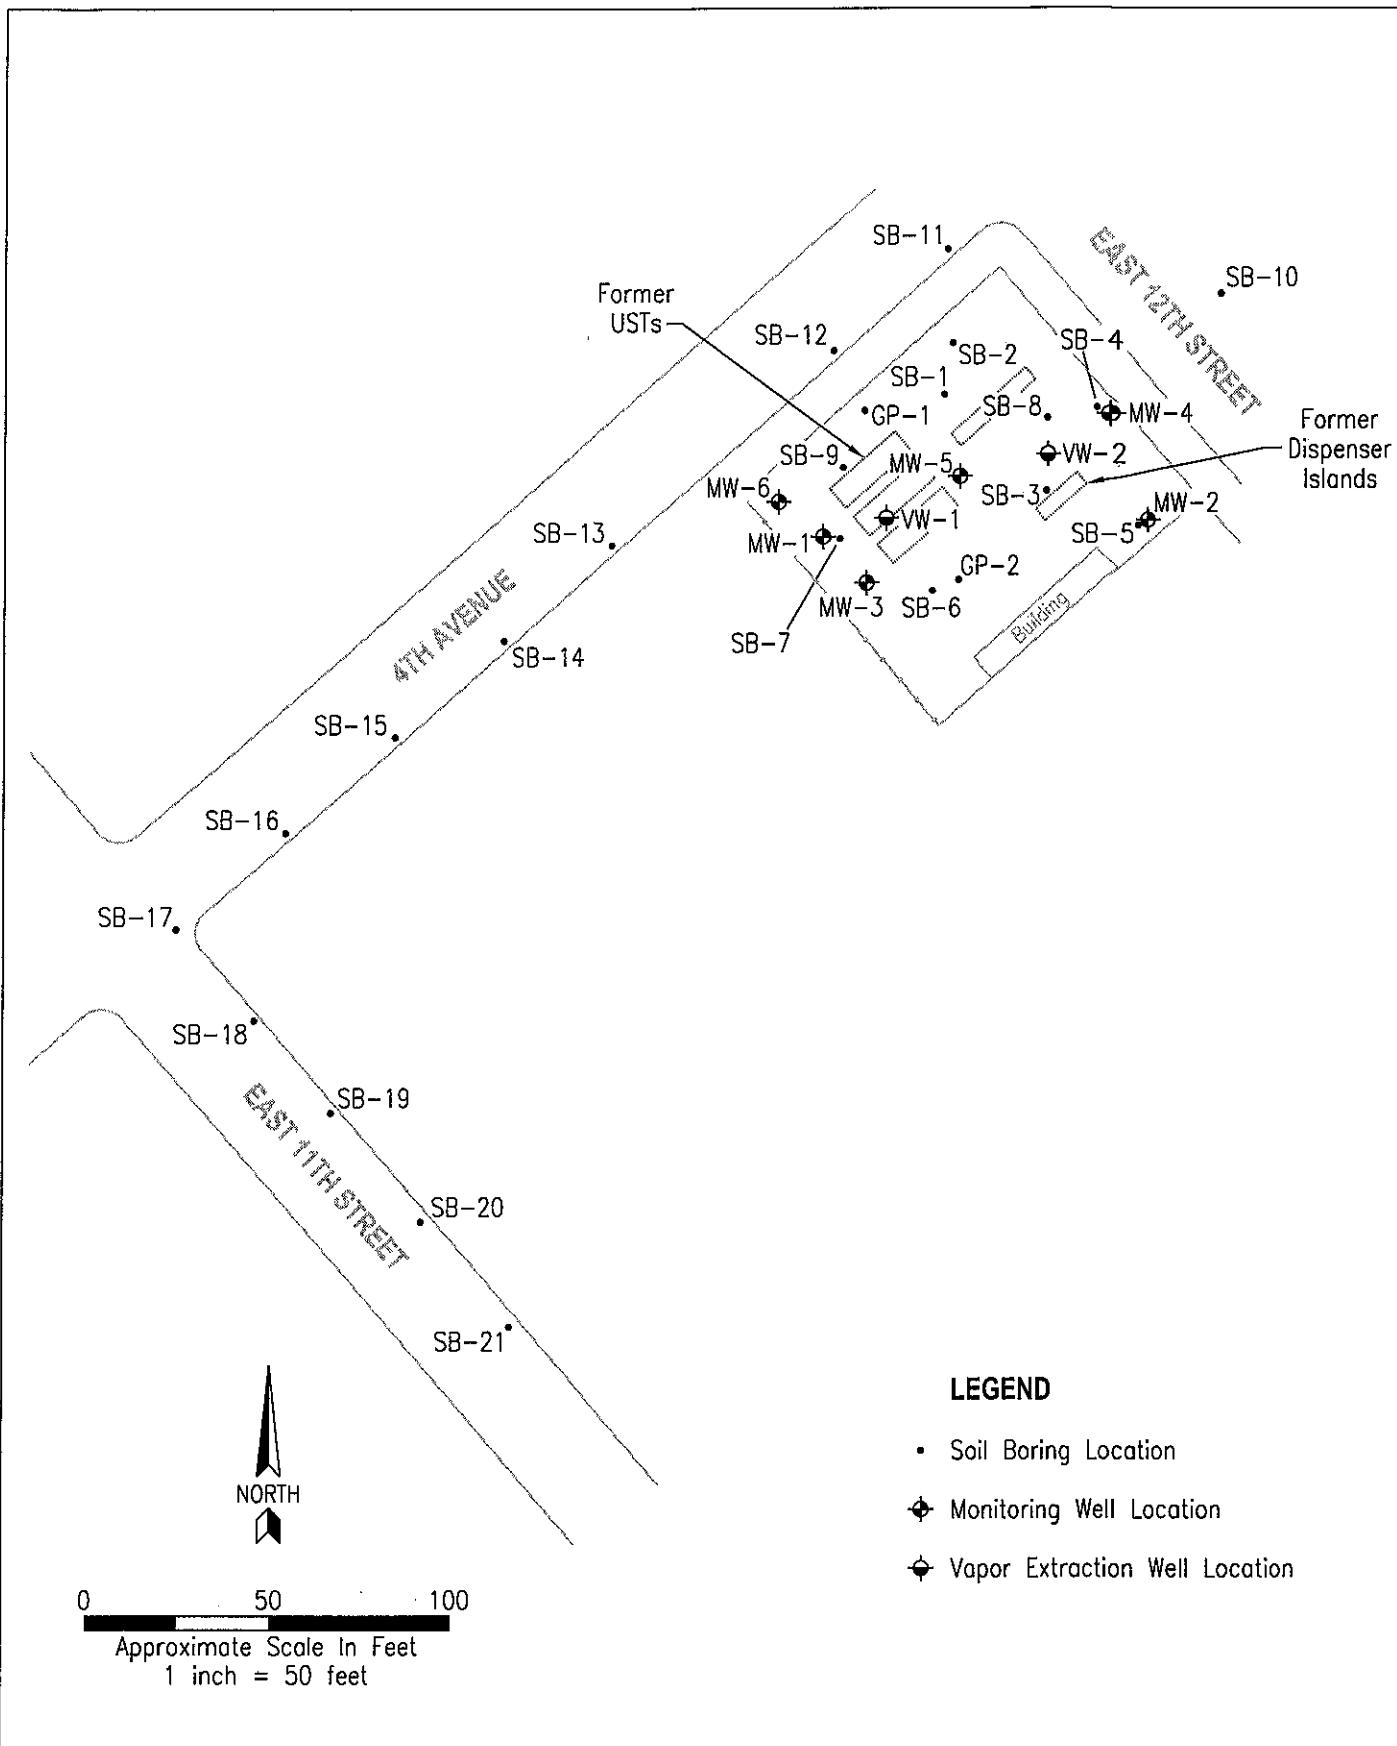 SB-11
EAST 12TH STREET
SB-10
Former
USTs
SB-12
SB-2
SB-4
SB-1
GP-1
SB-8
MW-4
Former
Dispenser
Islands
SB-9
MW-5
VW-2
MW-6
SB-3
MW-2
VW-1
SB-5
SB-13
MW-1
GP-2
MW-3
SB-6
Building
SB-7
4TH AVENUE
SB-14
SB-15
SB-16
SB-17
SB-18
SB-19
EAST 11TH STREET
SB-20
SB-21
NORTH
0 50 100
Approximate Scale In Feet
1 inch = 50 feet
LEGEND
Soil Boring Location
Monitoring Well Location
Vapor Extraction Well Location